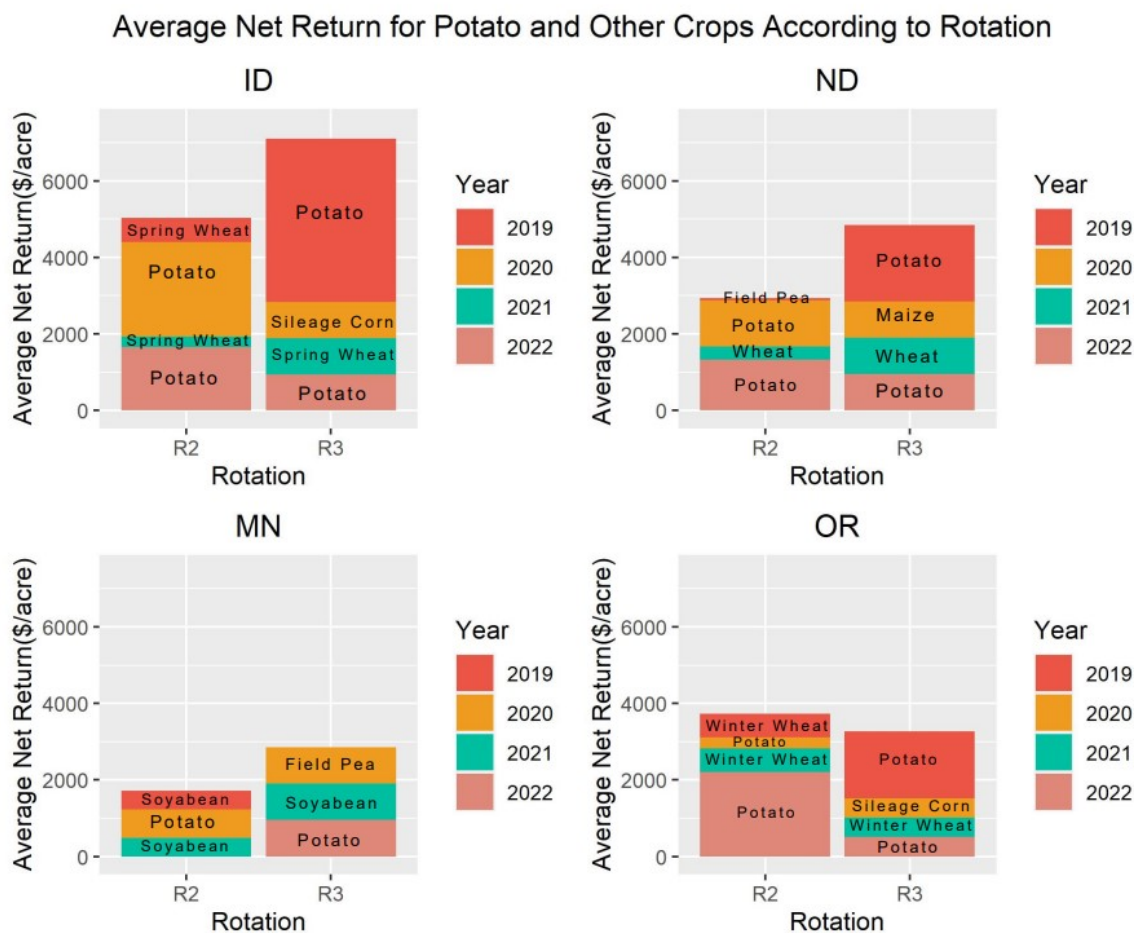 Average Net Return for Potato and Other Crops According to Rotation
ID
Average Net Return($/acre)
6000
4000
2000
0
Spring Wheat
Potato
Spring Wheat
Potato
Potato
Sileage Corn
Spring Wheat
Potato
R2
R3
Rotation
Year
2019
2020
2021
2022
ND
Average Net Return($/acre)
6000
4000
2000
0
Field Pea
Potato
Wheat
Potato
Potato
Maize
Wheat
Potato
R2
R3
Rotation
Year
2019
2020
2021
2022
MN
Average Net Return($/acre)
6000
4000
2000
0
Soyabean
Potato
Soyabean
Field Pea
Soyabean
Potato
R2
R3
Rotation
Year
2019
2020
2021
2022
OR
Average Net Return($/acre)
6000
4000
2000
0
Winter Wheat
Potato
Winter Wheat
Potato
Potato
Sileage Corn
Winter Wheat
Potato
R2
R3
Rotation
Year
2019
2020
2021
2022